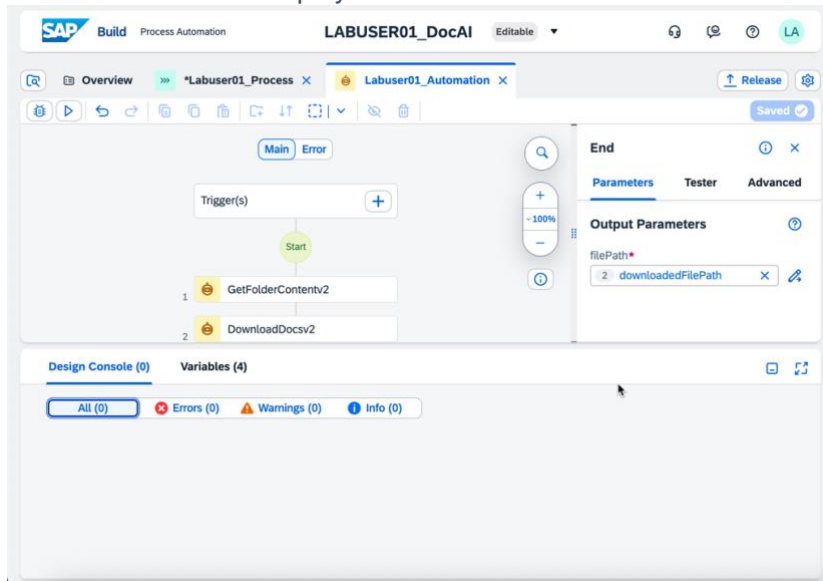 SAP Build Process Automation LABUSER01_DocAI Editable LA
Overview *Labuser01_Process Labuser01_Automation Release
Saved
Main Error
Trigger(s)
Start
1 GetFolderContentv2
2 DownloadDocsv2
- 100%
End
Parameters Tester Advanced
Output Parameters
filePath*
2 downloadedFilePath
Design Console (0) Variables (4)
All (0) Errors (0) Warnings (0) Info (0)